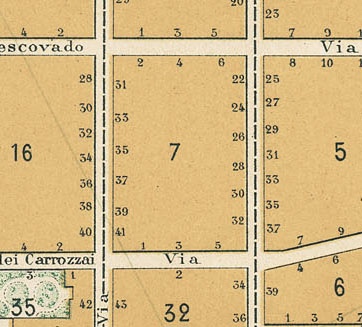 29 20 23
4 2 1 3 5 7 9 1
escovado Via
2 4 6 8 10 1
28 31 22 25
30 24 27
32 33 26 29
16 34 35 7 28 31 5
36 37 30 33
38 39 32 35
40 41 37
4 2 1 3 5 7 9
dei Carrozzai Via
3 1 2 34 4 6
35 42 Via 32 36 39 6
1 3 5 7